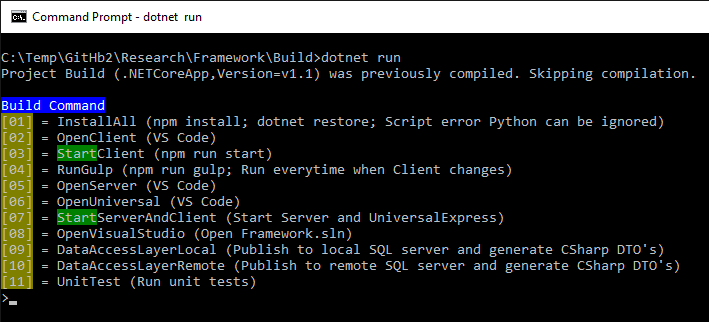 Command Prompt - dotnet run
C:\Temp\GitHb2\Research\Framework\Build>dotnet run
Project Build (.NETCoreApp,Version=v1.1) was previously compiled. Skipping compilation.
Build Command
[01] = InstallAll (npm install; dotnet restore; Script error Python can be ignored)
[02] = OpenClient (VS Code)
[03] = StartClient (npm run start)
[04] = RunGulp (npm run gulp; Run everytime when Client changes)
[05] = OpenServer (VS Code)
[06] = OpenUniversal (VS Code)
[07] = StartServerAndClient (Start Server and UniversalExpress)
[08] = OpenVisualStudio (Open Framework.sln)
[09] = DataAccessLayerLocal (Publish to local SQL server and generate CSharp DTO's)
[10] = DataAccessLayerRemote (Publish to remote SQL server and generate CSharp DTO's)
[11] = UnitTest (Run unit tests)
>_